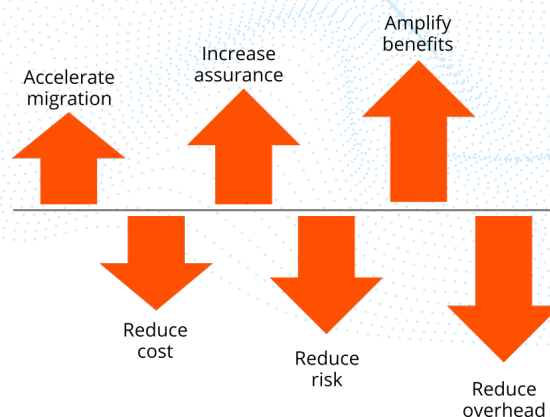 Accelerate
migration
Increase
assurance
Amplify
benefits
Reduce
cost
Reduce
risk
Reduce
overhead